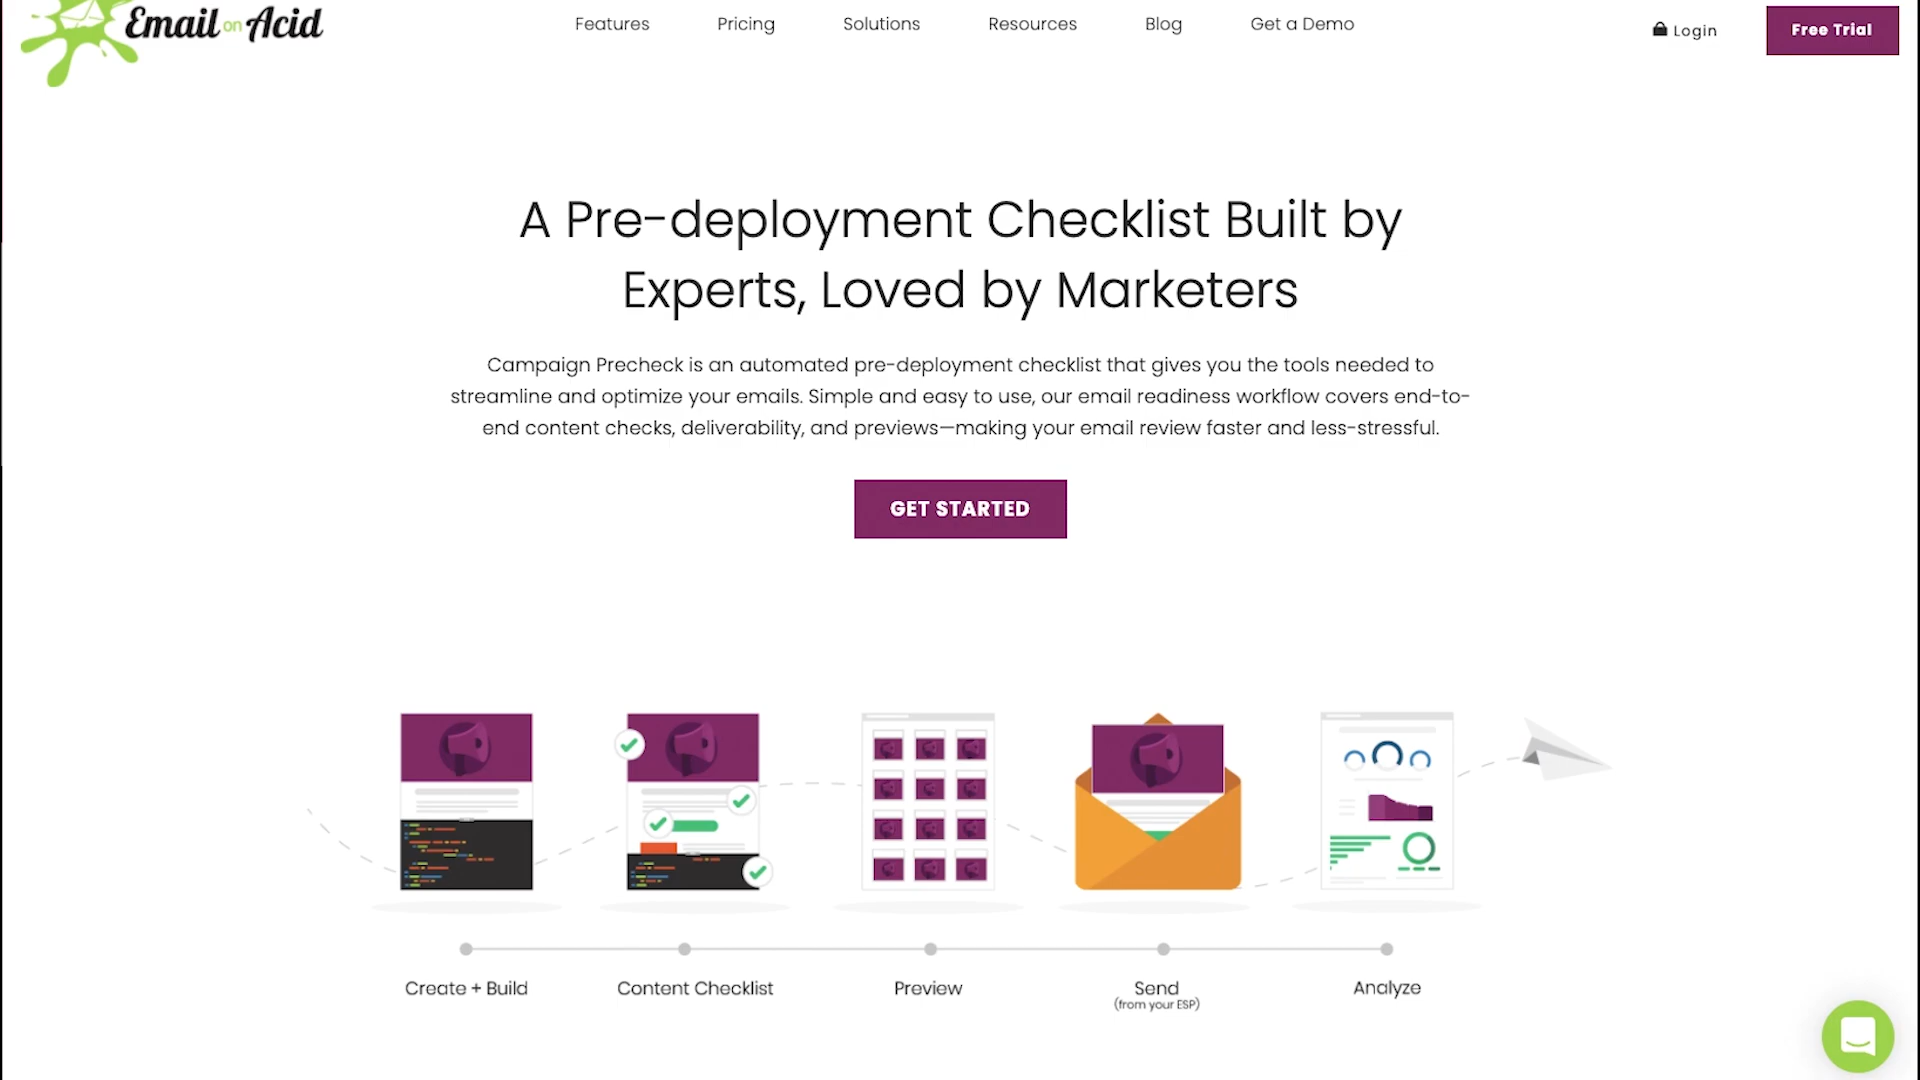 Email on Acid
Features
Pricing
Solutions
Resources
Blog
Get a Demo
Login
Free Trial
A Pre-deployment Checklist Built by
Experts, Loved by Marketers
Campaign Precheck is an automated pre-deployment checklist that gives you the tools needed to
streamline and optimize your emails. Simple and easy to use, our email readiness workflow covers end-to-
end content checks, deliverability, and previews—making your email review faster and less-stressful.
GET STARTED
Create + Build
Content Checklist
Preview
Send
(from your ESP)
Analyze